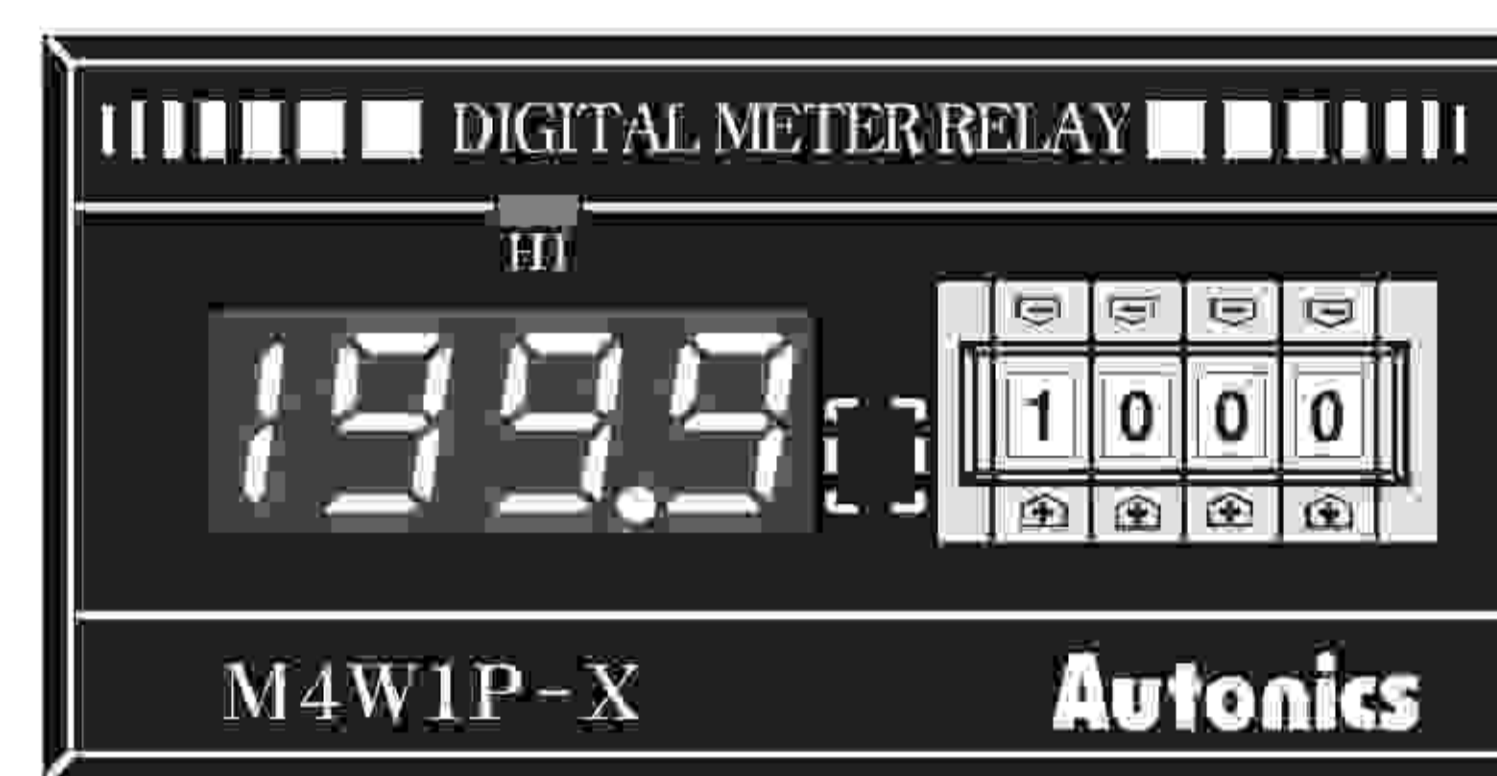 DIGITAL METER RELAY
HI
199.9
1000
M4W1P-X
Autonics